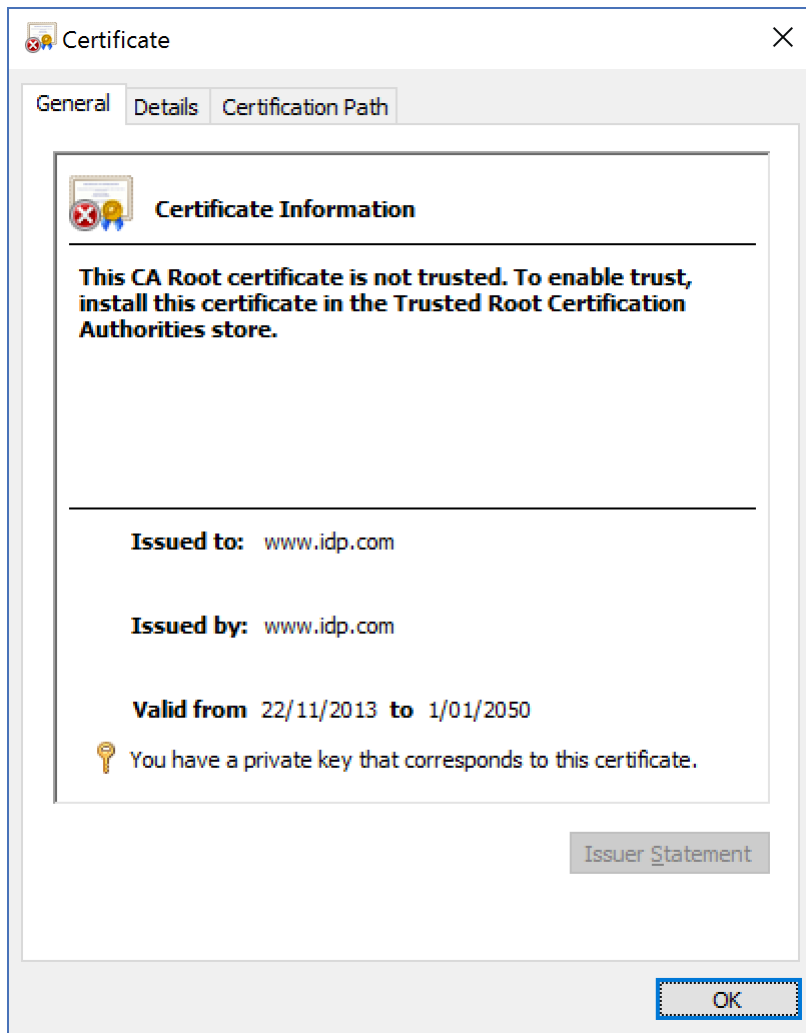 Certificate
General Details Certification Path
Certificate Information
This CA Root certificate is not trusted. To enable trust,
install this certificate in the Trusted Root Certification
Authorities store.
Issued to: www.idp.com
Issued by: www.idp.com
Valid from 22/11/2013 to 1/01/2050
You have a private key that corresponds to this certificate.
Issuer Statement
OK